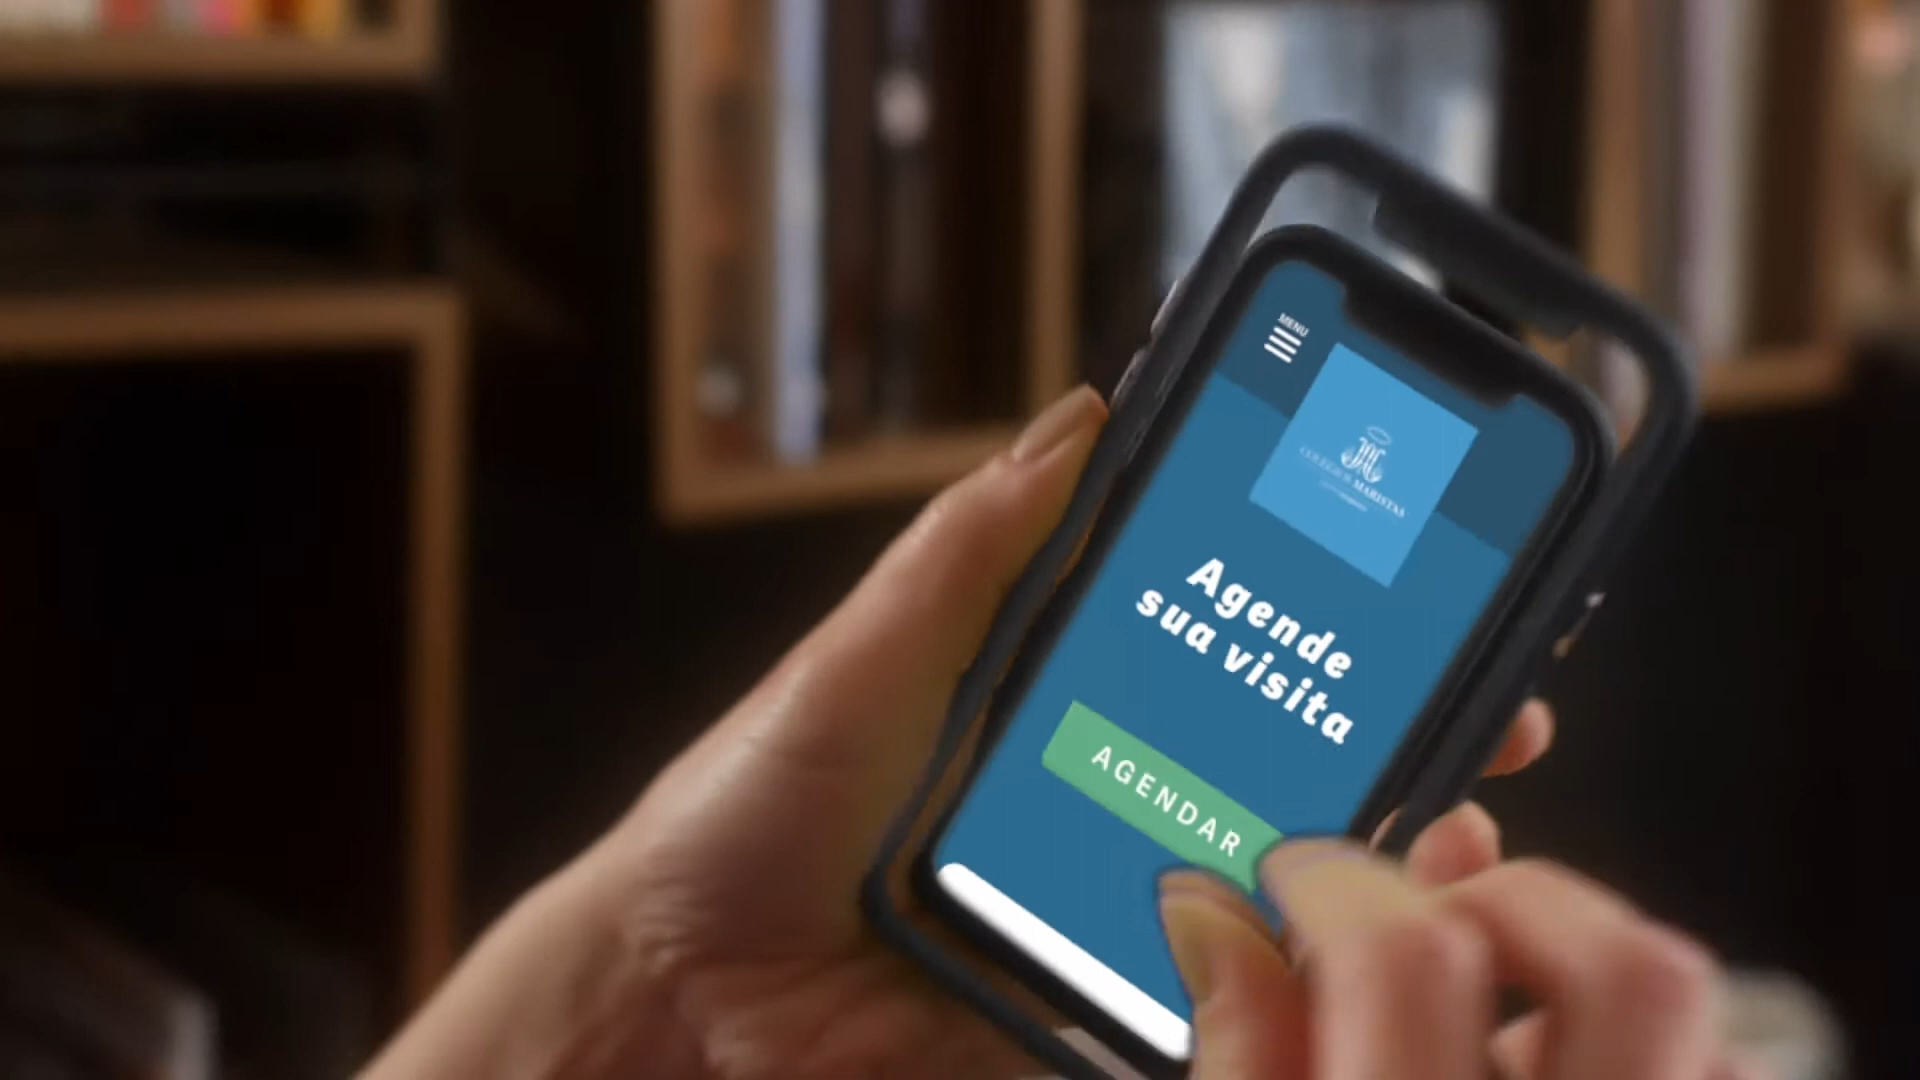 MENU
COLÉGIOS MARISTAS
Agende
sua visita
AGENDAR